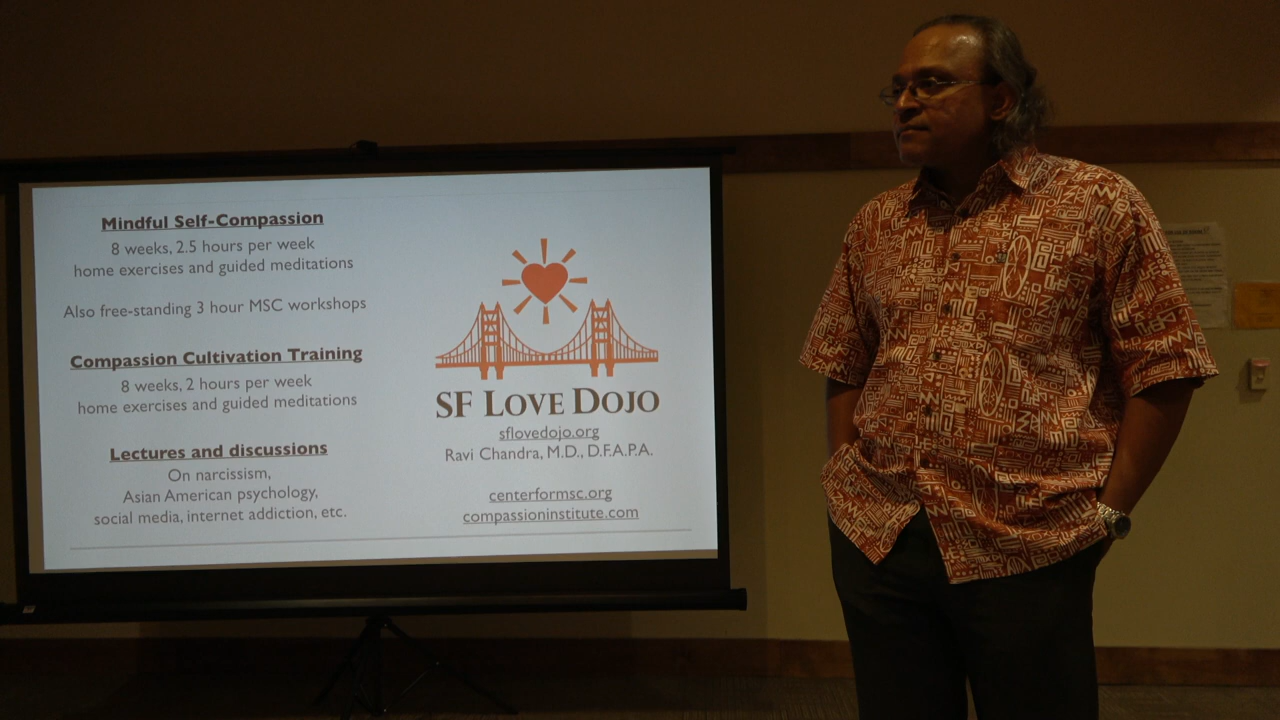 Mindful Self-Compassion
8 weeks, 2.5 hours per week
home exercises and guided meditations
Also free-standing 3 hour MSC workshops
Compassion Cultivation Training
8 weeks, 2 hours per week
home exercises and guided meditations
Lectures and discussions
On narcissism,
Asian American psychology,
social media, internet addiction, etc.
SF LOVE DOJO
sflovedojo.org
Ravi Chandra, M.D., D.F.A.P.A.
centerformsc.org
compassioninstitute.com